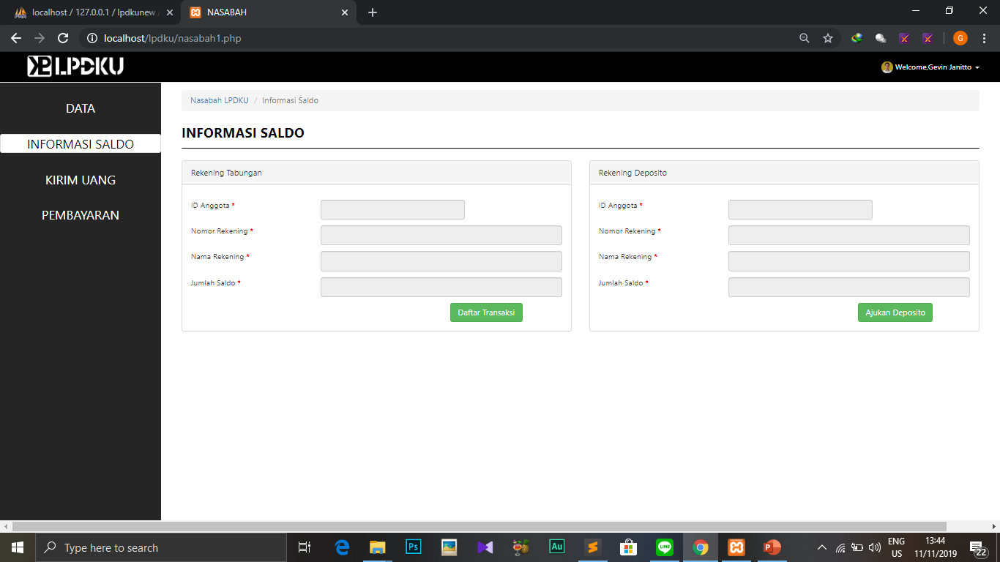 localhost / 127.0.0.1 / lpdkunew
NASABAH
localhost/lpdku/nasabah1.php
G
LPDKU
Welcome,Gevin Janitto
DATA
INFORMASI SALDO
KIRIM UANG
PEMBAYARAN
Nasabah LPDKU / Informasi Saldo
INFORMASI SALDO
Rekening Tabungan
ID Anggota *
Nomor Rekening *
Nama Rekening *
Jumlah Saldo *
Daftar Transaksi
Rekening Deposito
ID Anggota *
Nomor Rekening *
Nama Rekening *
Jumlah Saldo *
Ajukan Deposito
Type here to search
Ps
Au
LINE
P
ENG
US
13:44
11/11/2019
22